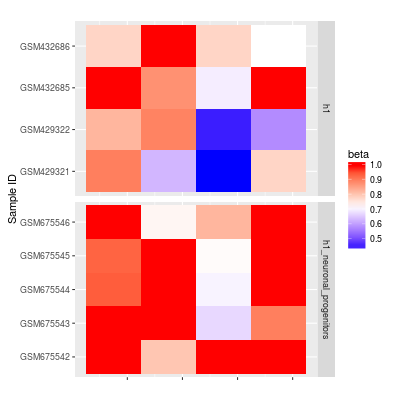 Sample ID
GSM432686
GSM432685
GSM429322
GSM429321
h1
GSM675546
GSM675545
GSM675544
GSM675543
GSM675542
h1_neuronal_progenitors
beta
1.0
0.9
0.8
0.7
0.6
0.5